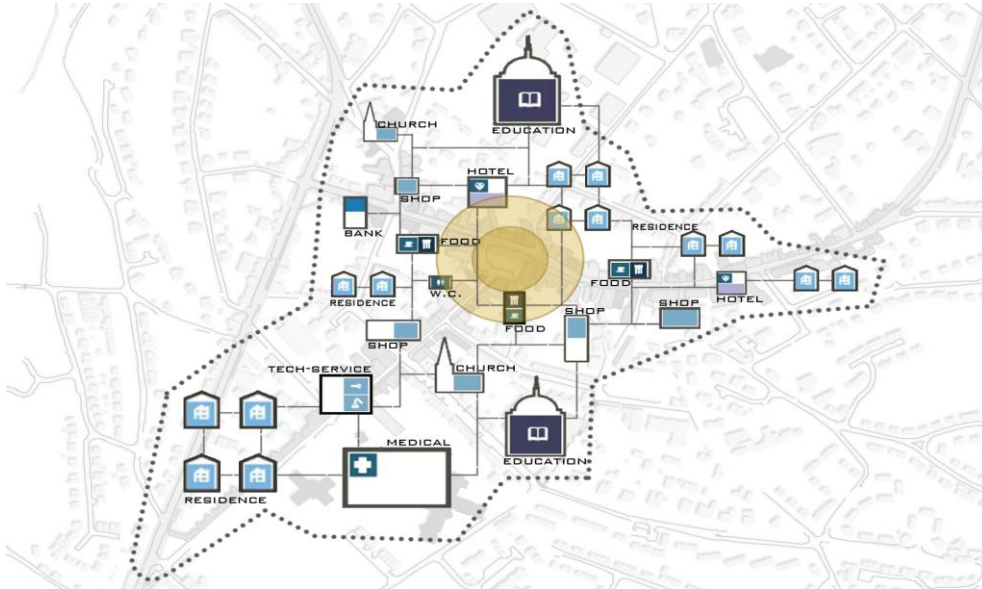 CHURCH
EDUCATION
HOTEL
SHOP
BANK
FOOD
RESIDENCE
RESIDENCE
W.C.
FOOD
HOTEL
SHOP
SHOP
FOOD
SHOP
TECH-SERVICE
CHURCH
MEDICAL
EDUCATION
RESIDENCE